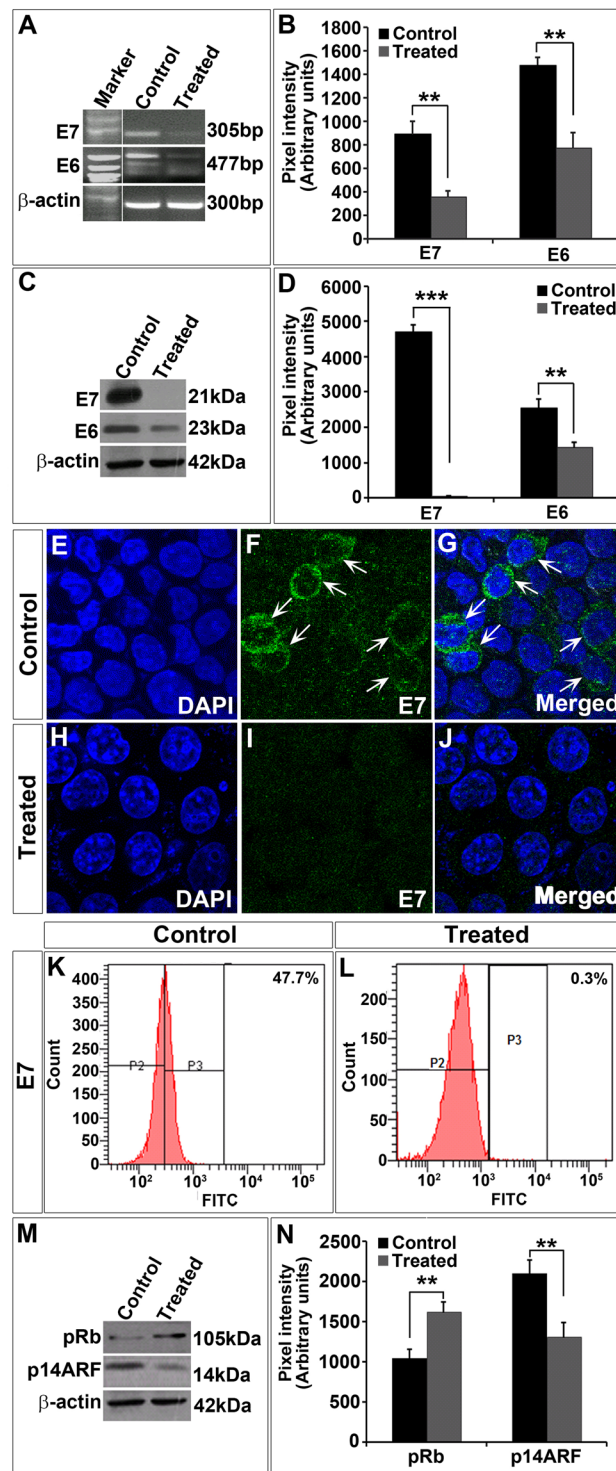 A
Marker
Control
Treated
E7
305bp
E6
477bp
β-actin
300bp
B
Control
Treated
Pixel intensity
(Arbitrary units)
1800
1600
1400
1200
1000
800
600
400
200
0
**
**
E7
E6
C
Control
Treated
E7
21kDa
E6
23kDa
β-actin
42kDa
D
Control
Treated
Pixel intensity
(Arbitrary units)
6000
5000
4000
3000
2000
1000
0
***
**
E7
E6
Control
E
DAPI
F
E7
G
Merged
Treated
H
DAPI
I
E7
J
Merged
Control
Treated
E7
K
47.7%
Count
400
350
300
250
200
150
100
50
0
P2
P3
10² 10³ 10⁴ 10⁵
FITC
L
0.3%
Count
200
150
100
50
0
P2
P3
10² 10³ 10⁴ 10⁵
FITC
M
Control
Treated
pRb
105kDa
p14ARF
14kDa
β-actin
42kDa
N
Control
Treated
Pixel intensity
(Arbitrary units)
2500
2000
1500
1000
500
0
**
**
pRb
p14ARF